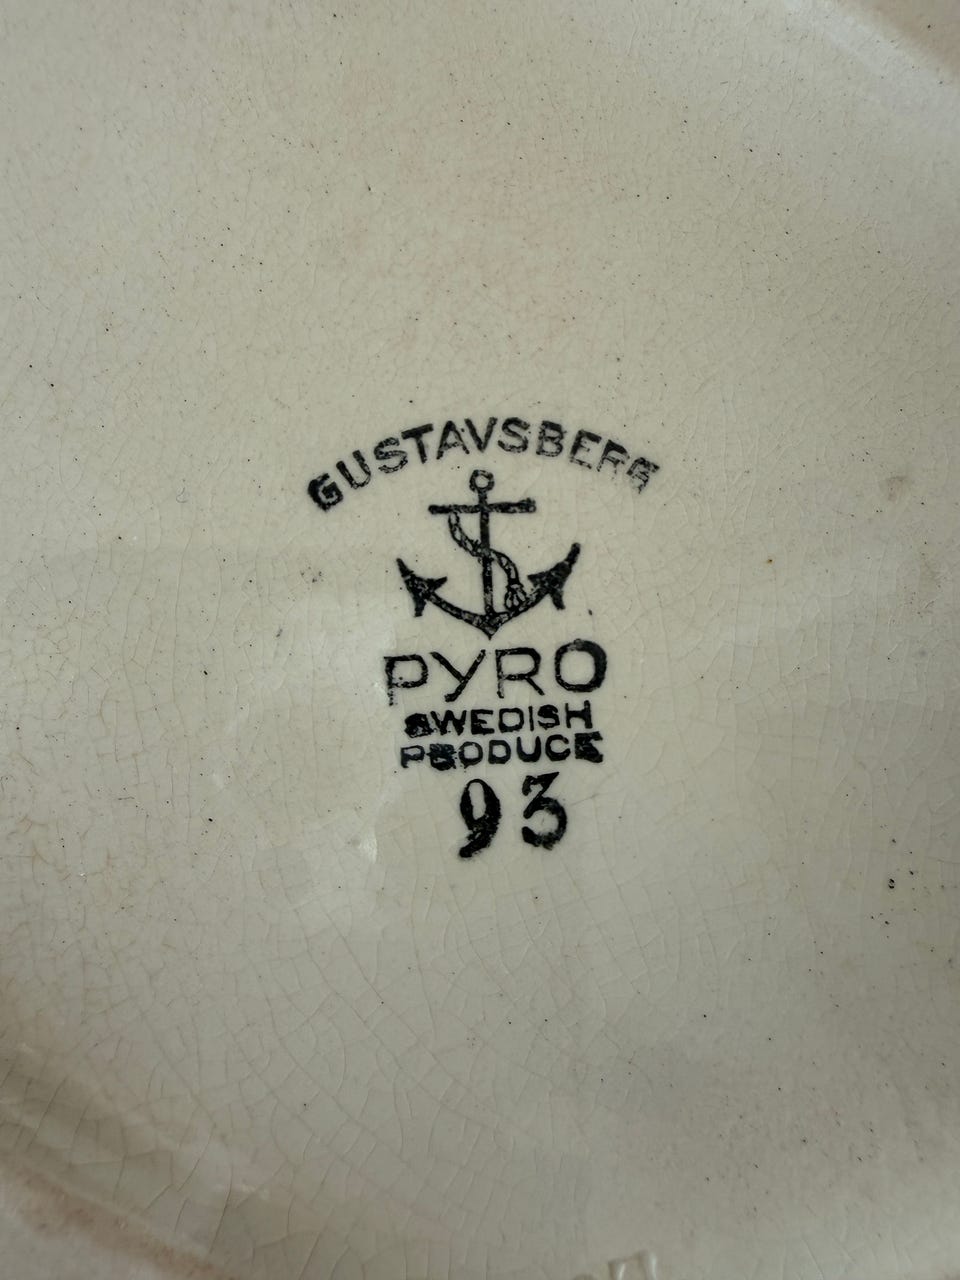 GUSTAVSBERG
PYRO
SWEDISH
PRODUCE
93